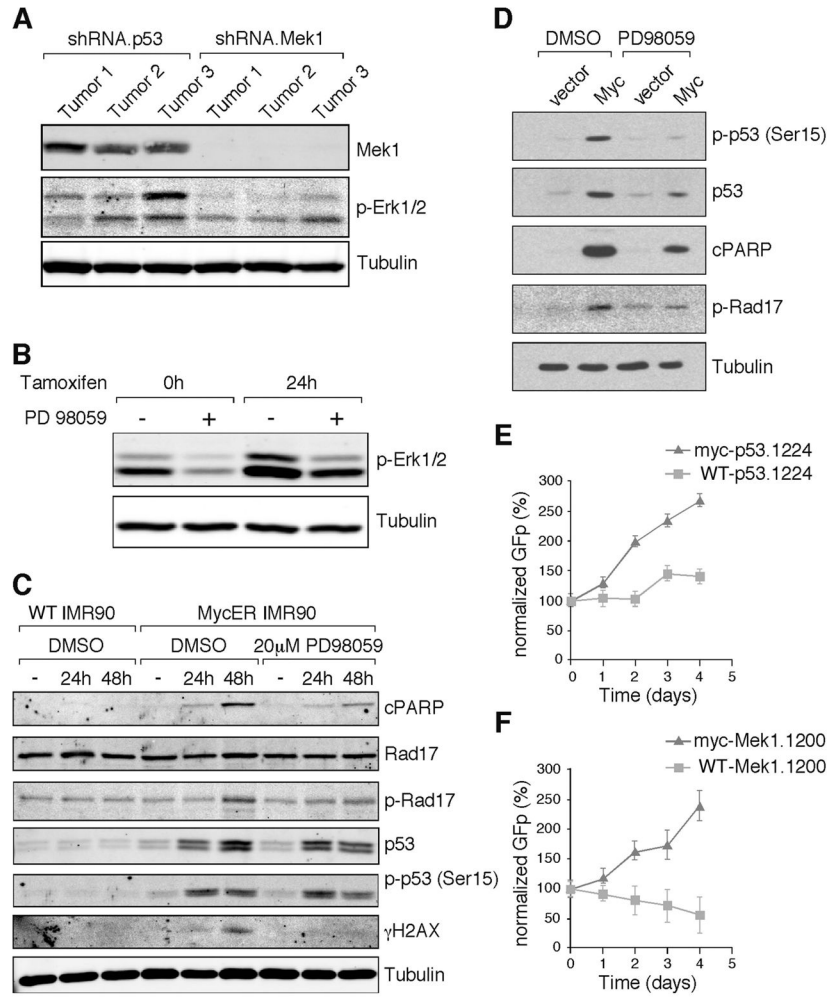 A
shRNA.p53 shRNA.Mek1
Tumor 1 Tumor 2 Tumor 3 Tumor 1 Tumor 2 Tumor 3
Mek1
p-Erk1/2
Tubulin
B
Tamoxifen 0h 24h
PD 98059 - + - +
p-Erk1/2
Tubulin
C
WT IMR90 MycER IMR90
DMSO DMSO 20µM PD98059
- 24h 48h - 24h 48h - 24h 48h
cPARP
Rad17
p-Rad17
p53
p-p53 (Ser15)
γH2AX
Tubulin
D
DMSO PD98059
vector Myc vector Myc
p-p53 (Ser15)
p53
cPARP
p-Rad17
Tubulin
E
myc-p53.1224
WT-p53.1224
normalized GFp (%)
300
250
200
150
100
50
0
0 1 2 3 4 5
Time (days)
F
myc-Mek1.1200
WT-Mek1.1200
normalized GFp (%)
300
200
150
100
50
0
0 1 2 3 4 5
Time (days)